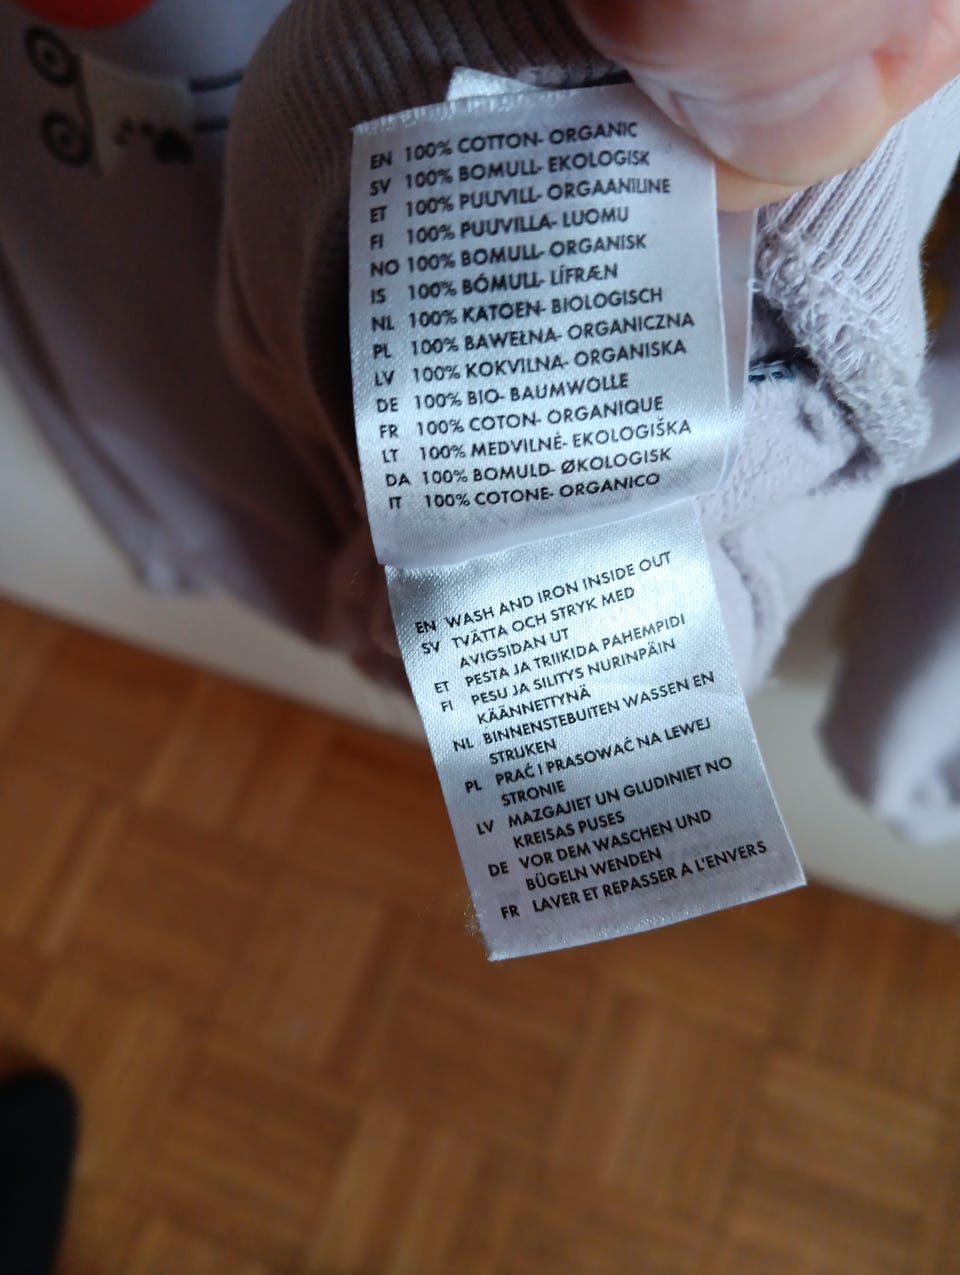 EN 100% COTTON- ORGANIC
SV 100% BOMULL- EKOLOGISK
ET 100% PUUVILL- ORGAANILINE
FI 100% PUUVILLA- LUOMU
NO 100% BOMULL- ORGANISK
IS 100% BÓMULL- LÍFRÆN
NL 100% KATOEN- BIOLOGISCH
PL 100% BAWEŁNA- ORGANICZNA
LV 100% KOKVILNA- ORGANISKA
DE 100% BIO- BAUMWOLLE
FR 100% COTON- ORGANIQUE
LT 100% MEDVILNĖ- EKOLOGIŠKA
DA 100% BOMULD- ØKOLOGISK
IT 100% COTONE- ORGANICO
EN WASH AND IRON INSIDE OUT
SV TVÄTTA OCH STRYK MED
AVIGSIDAN UT
ET PESTA JA TRIIKIDA PAHEMPIDI
FI PESU JA SILITYS NURINPÄIN
KÄÄNNETTYNÄ
NL BINNENSTEBUITEN WASSEN EN
STRIJKEN
PL PRAĆ I PRASOWAĆ NA LEWEJ
STRONIE
LV MAZGAJIET UN GLUDINIET NO
KREISAS PUSES
DE VOR DEM WASCHEN UND
BÜGELN WENDEN
FR LAVER ET REPASSER A L'ENVERS